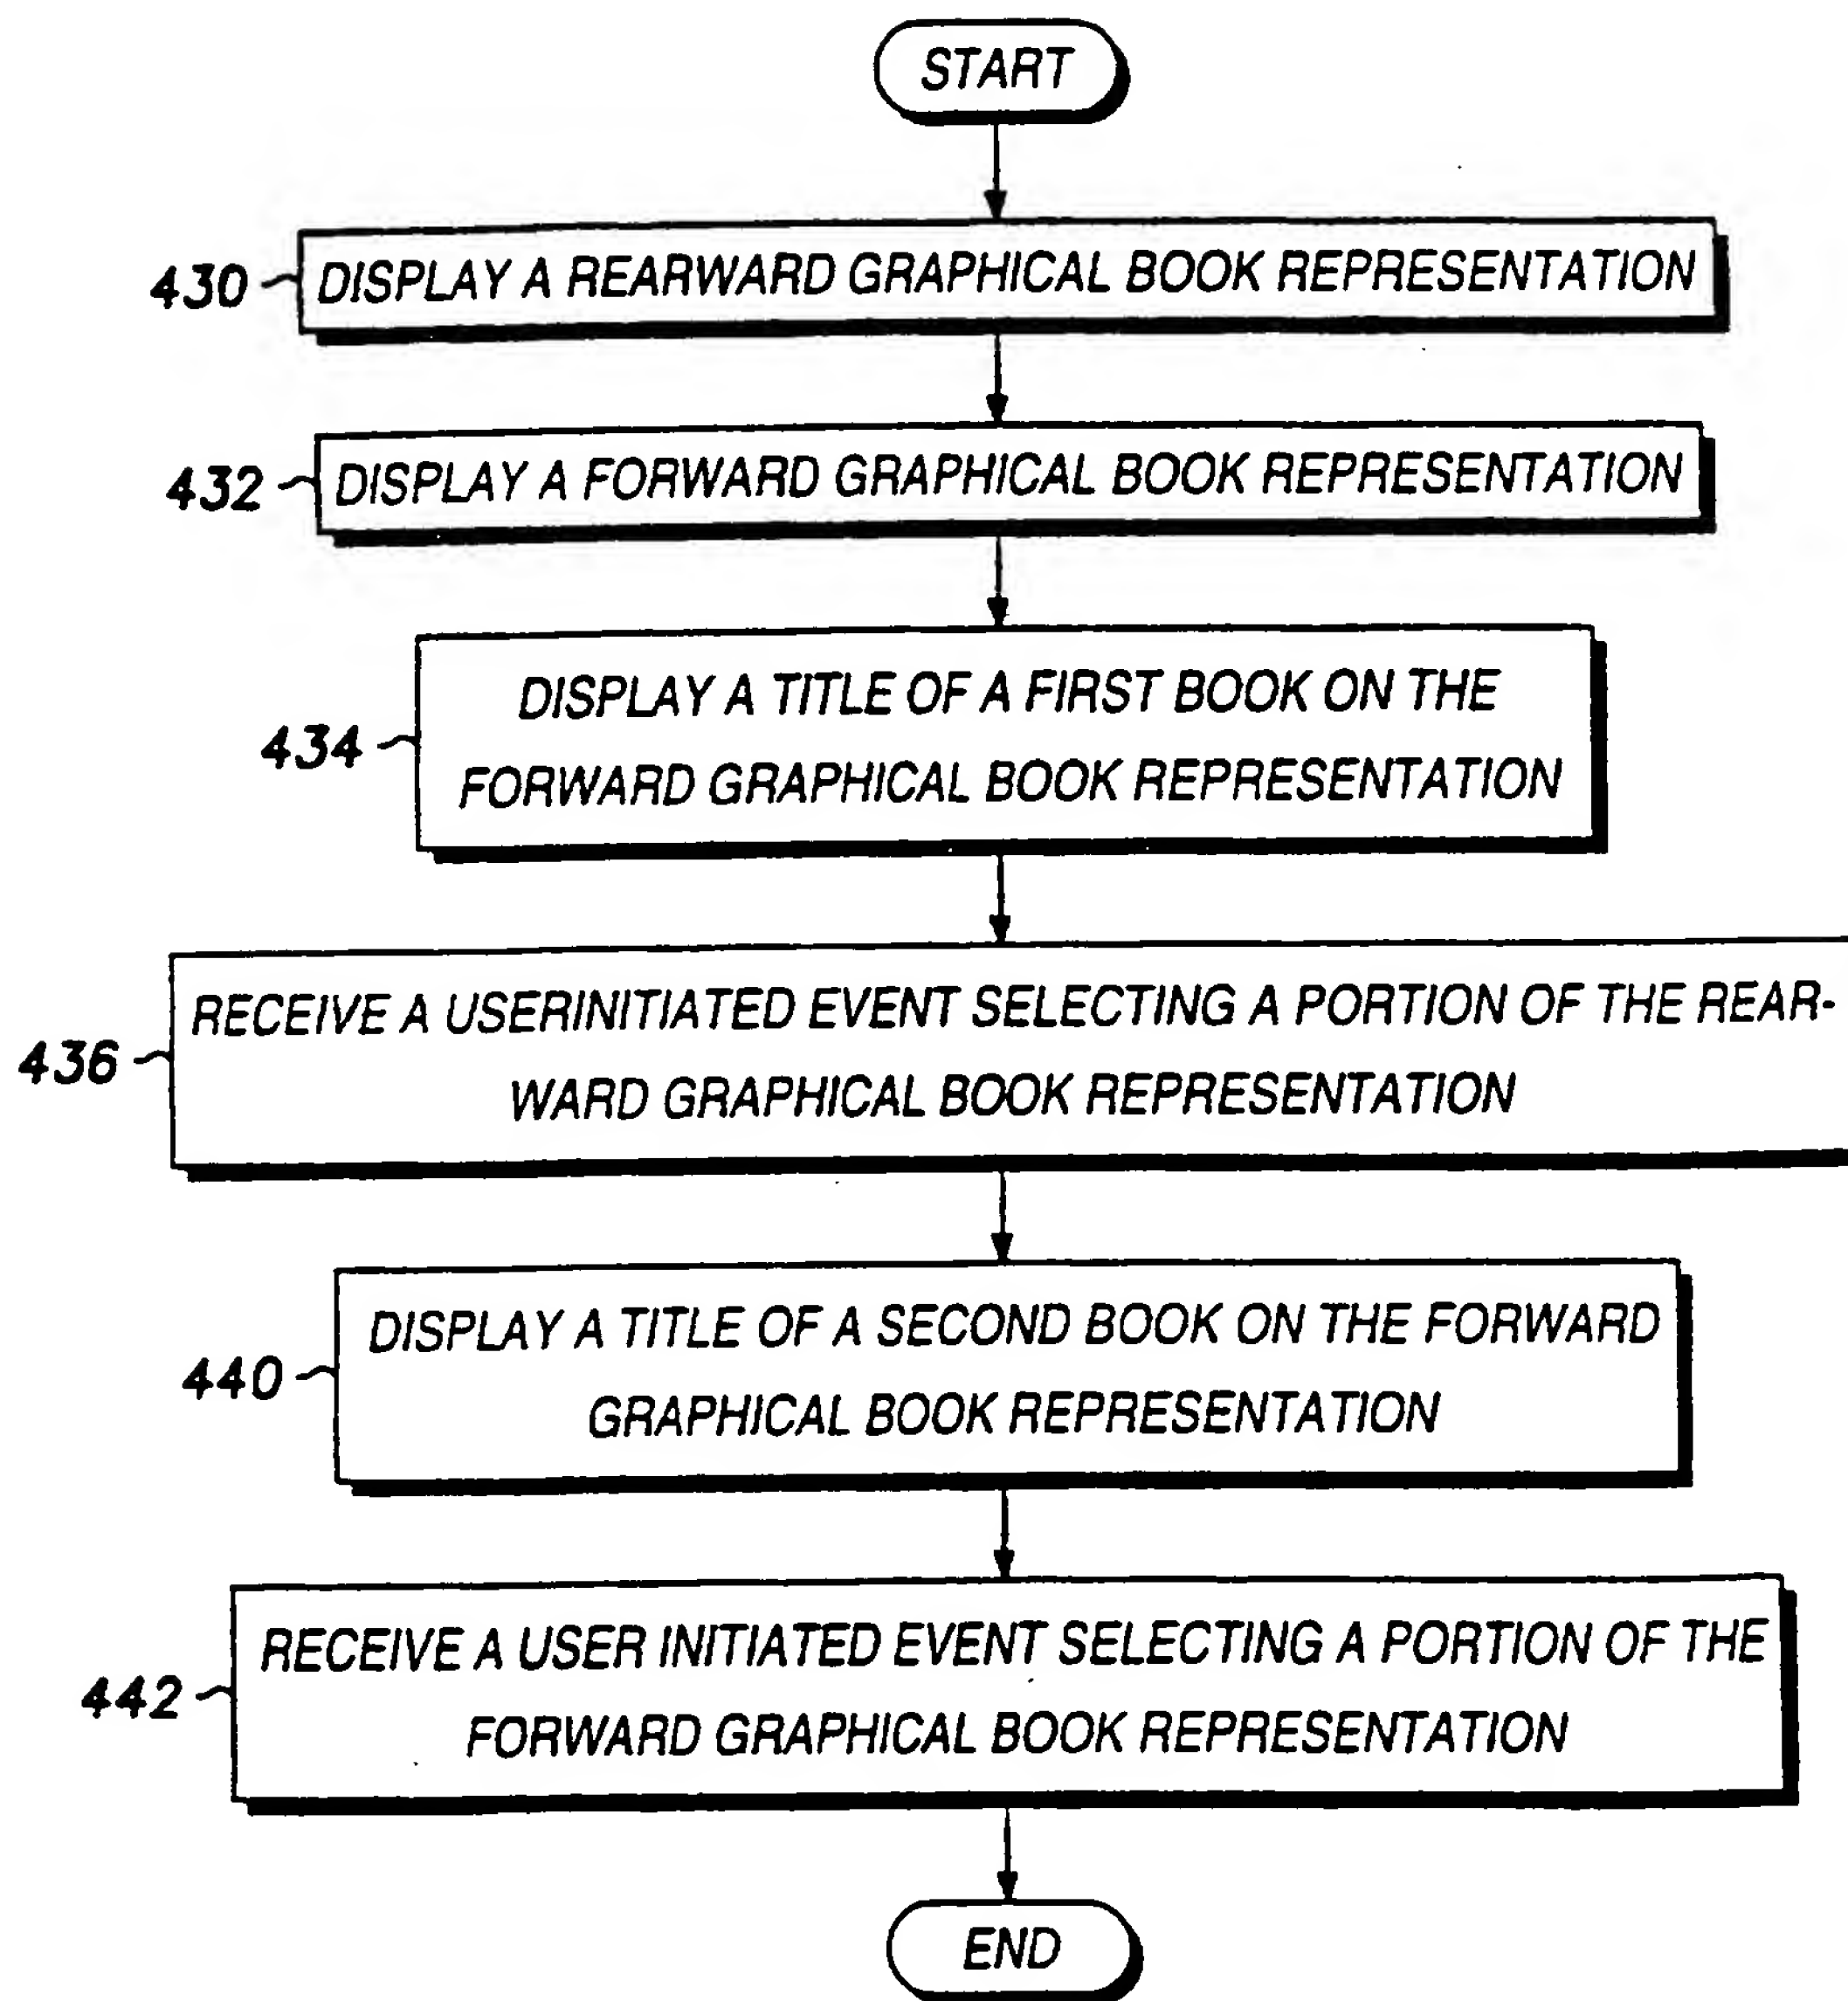 START
430 DISPLAY A REARWARD GRAPHICAL BOOK REPRESENTATION
432 DISPLAY A FORWARD GRAPHICAL BOOK REPRESENTATION
DISPLAY A TITLE OF A FIRST BOOK ON THE
434
FORWARD GRAPHICAL BOOK REPRESENTATION
RECEIVE A USERINITIATED EVENT SELECTING A PORTION OF THE REAR-
436
WARD GRAPHICAL BOOK REPRESENTATION
DISPLAY A TITLE OF A SECOND BOOK ON THE FORWARD
440
GRAPHICAL BOOK REPRESENTATION
RECEIVE A USER INITIATED EVENT SELECTING A PORTION OF THE
442
FORWARD GRAPHICAL BOOK REPRESENTATION
END